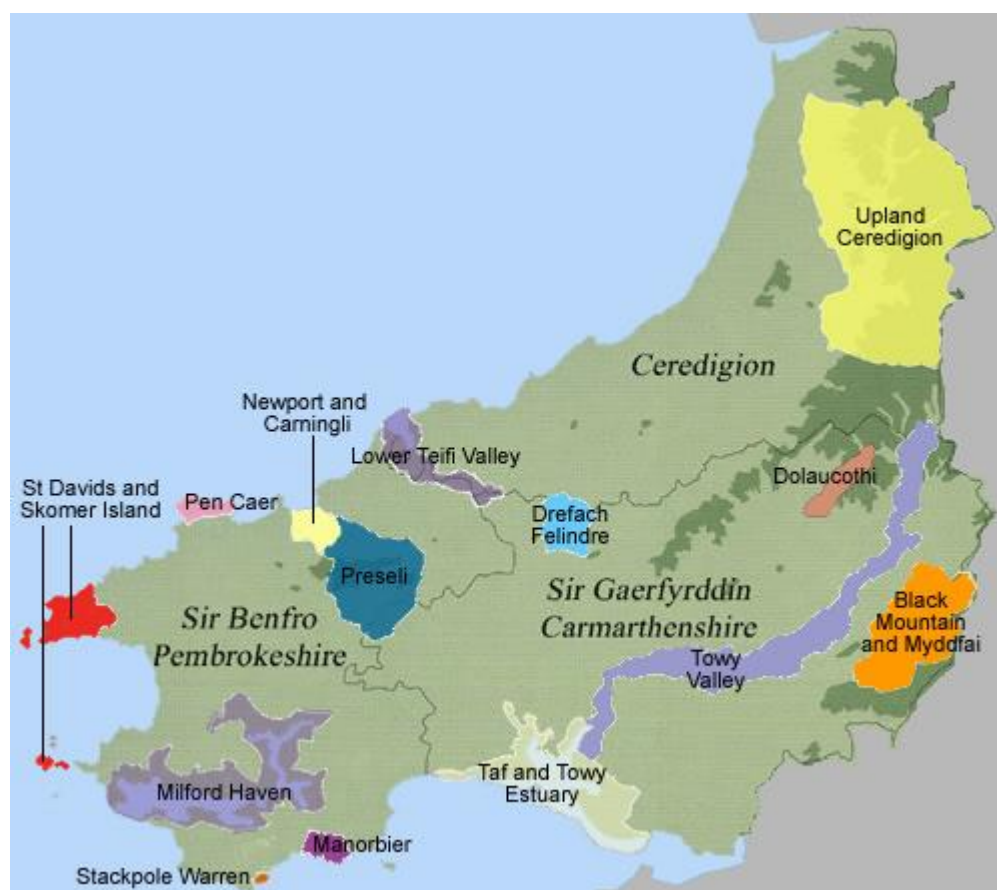 Upland
Ceredigion
Ceredigion
Newport and
Carningli
Lower Teifi Valley
Dolaucothi
St Davids and
Skomer Island
Pen Caer
Drefach
Felindre
Preseli
Sir Gaerfyrddin
Carmarthenshire
Black
Mountain
and Myddfai
Sir Benfro
Pembrokeshire
Towy
Valley
Taf and Towy
Estuary
Milford Haven
Manorbier
Stackpole Warren